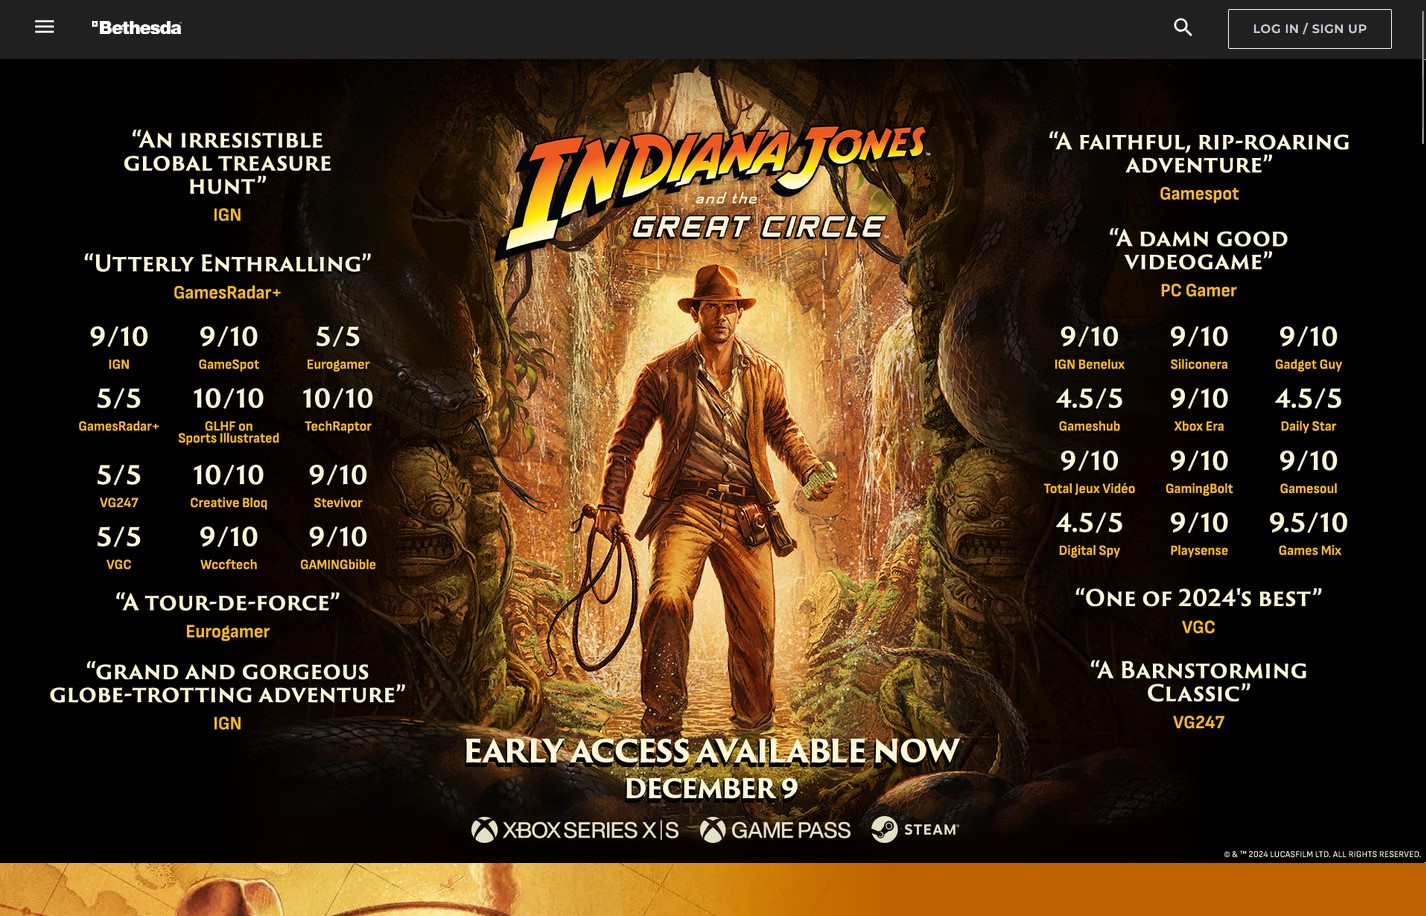 Bethesda
LOG IN / SIGN UP
“AN IRRESISTIBLE
GLOBAL TREASURE
HUNT”
IGN
“UTTERLY ENTHRALLING”
GamesRadar+
9/10 9/10 5/5
IGN GameSpot Eurogamer
5/5 10/10 10/10
GamesRadar+ GLHF on TechRaptor
Sports Illustrated
5/5 10/10 9/10
VG247 Creative Bloq Stevivor
5/5 9/10 9/10
VGC Wccftech GAMINGbible
“A TOUR-DE-FORCE”
Eurogamer
“GRAND AND GORGEOUS
GLOBE-TROTTING ADVENTURE”
IGN
INDIANA JONES™
and the
GREAT CIRCLE™
EARLY ACCESS AVAILABLE NOW
DECEMBER 9
XBOX SERIES X|S GAME PASS STEAM®
“A FAITHFUL, RIP-ROARING
ADVENTURE”
Gamespot
“A DAMN GOOD
VIDEOGAME”
PC Gamer
9/10 9/10 9/10
IGN Benelux Siliconera Gadget Guy
4.5/5 9/10 4.5/5
Gameshub Xbox Era Daily Star
9/10 9/10 9/10
Total Jeux Vidéo GamingBolt Gamesoul
4.5/5 9/10 9.5/10
Digital Spy Playsense Games Mix
“ONE OF 2024'S BEST”
VGC
“A BARNSTORMING
CLASSIC”
VG247
© & ™ 2024 LUCASFILM LTD. ALL RIGHTS RESERVED.